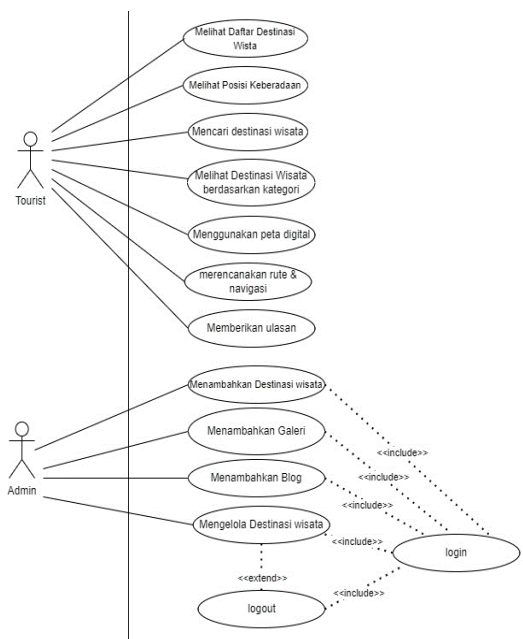 Melihat Daftar Destinasi
Wista
Melihat Posisi Keberadaan
Mencari destinasi wisata
Melihat Destinasi Wisata
berdasarkan kategori
Tourist
Menggunakan peta digital
merencanakan rute &
navigasi
Memberikan ulasan
Menambahkan Destinasi wisata
Menambahkan Galeri
<<include>>
Admin
Menambahkan Blog
<<include>>
<<include>>
Mengelola Destinasi wisata
<<include>>
login
<<extend>>
<<include>>
logout